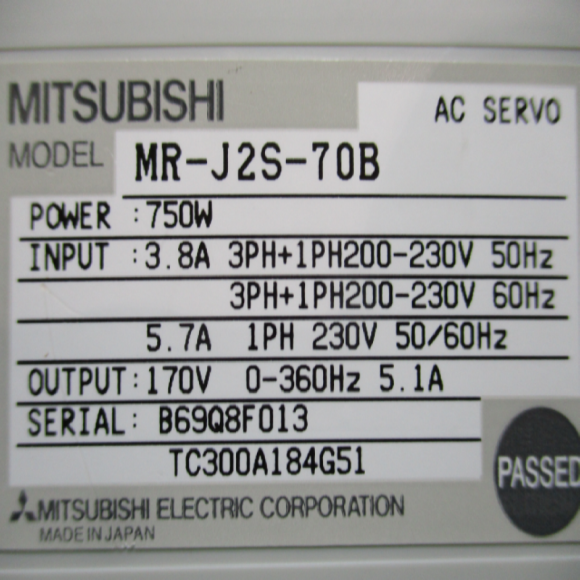 MITSUBISHI
AC SERVO
MODEL MR-J2S-70B
POWER :750W
INPUT :3.8A 3PH+1PH200-230V 50Hz
3PH+1PH200-230V 60Hz
5.7A 1PH 230V 50/60Hz
OUTPUT:170V 0-360Hz 5.1A
SERIAL: B69Q8F013
TC300A184G51
PASSED
MITSUBISHI ELECTRIC CORPORATION
MADE IN JAPAN